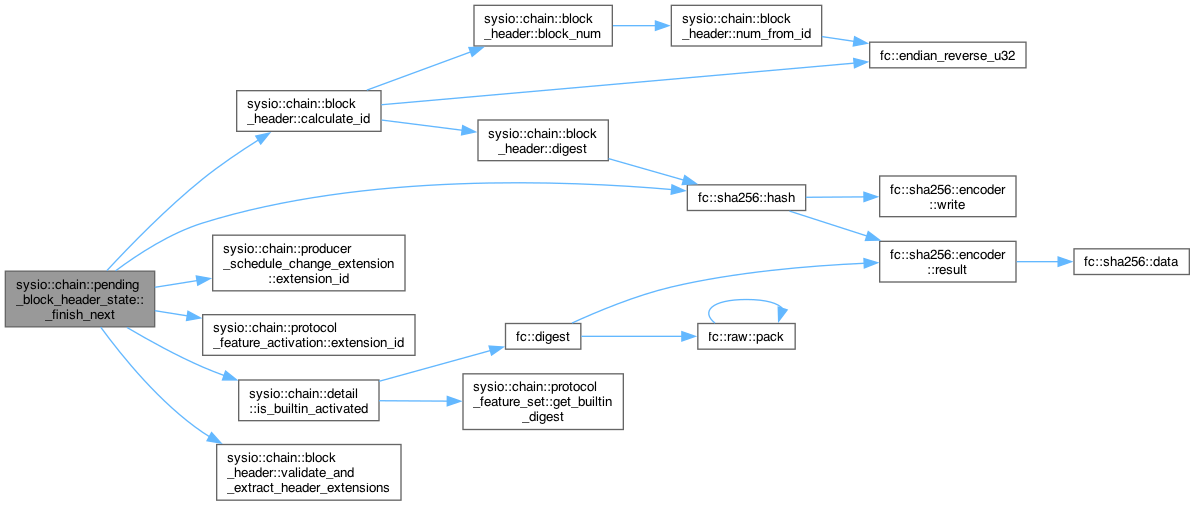 sysio::chain::block
_header::block_num
sysio::chain::block
_header::num_from_id
fc::endian_reverse_u32
sysio::chain::block
_header::calculate_id
sysio::chain::block
_header::digest
fc::sha256::hash
fc::sha256::encoder
::write
sysio::chain::producer
_schedule_change_extension
::extension_id
fc::sha256::encoder
::result
fc::sha256::data
sysio::chain::pending
_block_header_state::
_finish_next
sysio::chain::protocol
_feature_activation::extension_id
fc::digest
fc::raw::pack
sysio::chain::detail
::is_builtin_activated
sysio::chain::protocol
_feature_set::get_builtin
_digest
sysio::chain::block
_header::validate_and
_extract_header_extensions